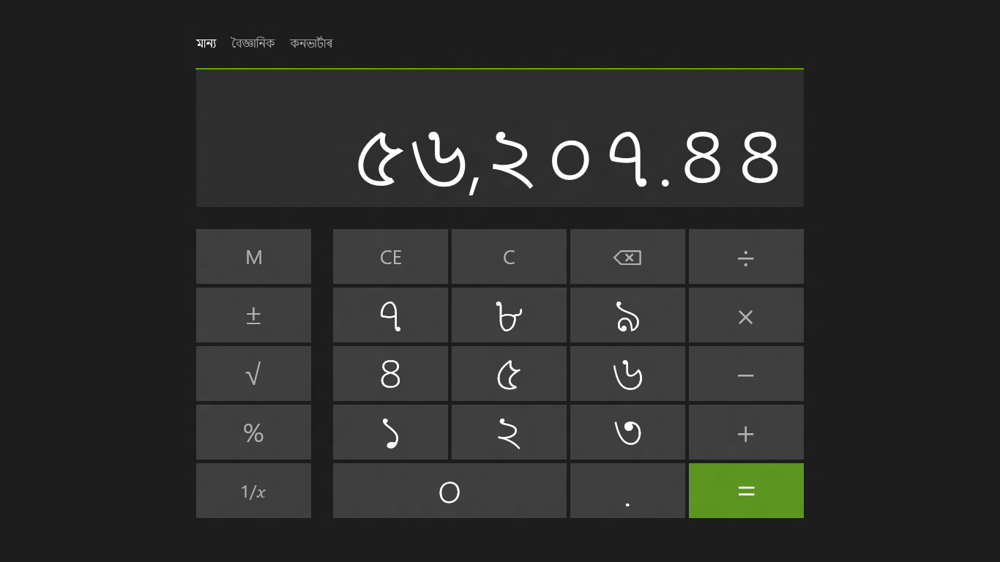 মান্য বৈজ্ঞানিক কনভাৰ্টাৰ
৫৬,২০৭.৪৪
M CE C ÷
± ৭ ৮ ৯ ×
√ ৪ ৫ ৬ −
% ১ ২ ৩ +
1/x ০ . =